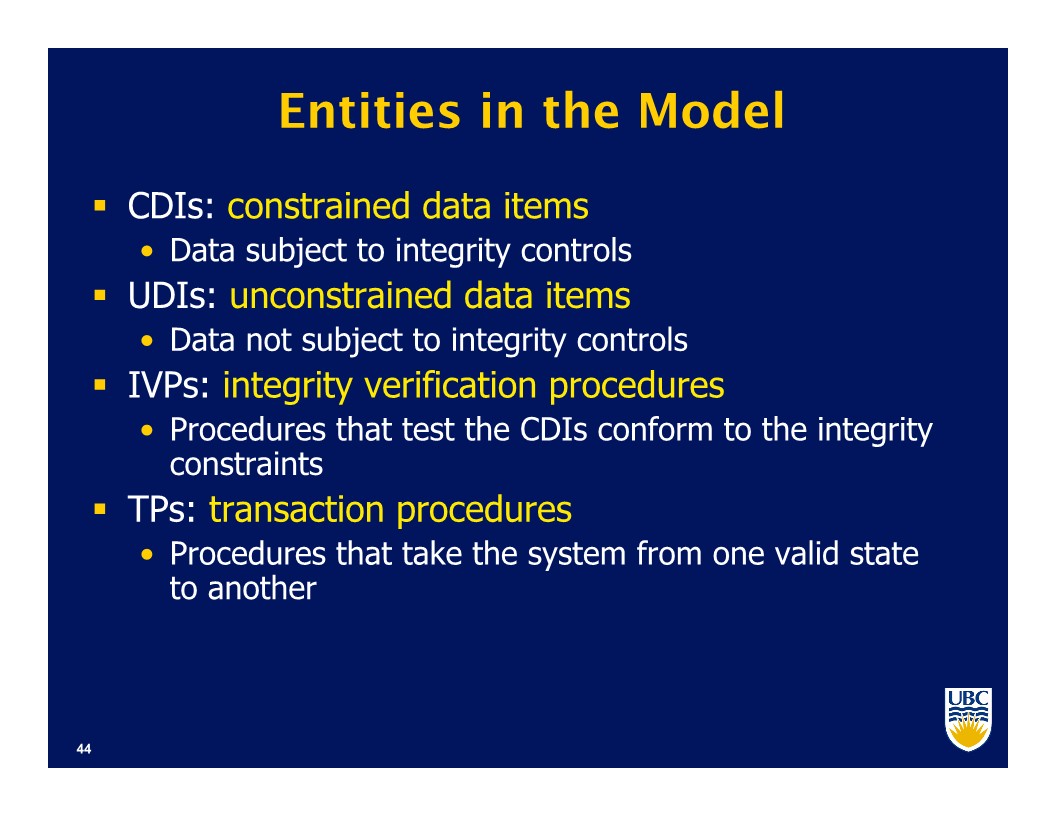 Entities in the Model
▪ CDIs: constrained data items
• Data subject to integrity controls
▪ UDIs: unconstrained data items
• Data not subject to integrity controls
▪ IVPs: integrity verification procedures
• Procedures that test the CDIs conform to the integrity
constraints
▪ TPs: transaction procedures
• Procedures that take the system from one valid state
to another
UBC
44